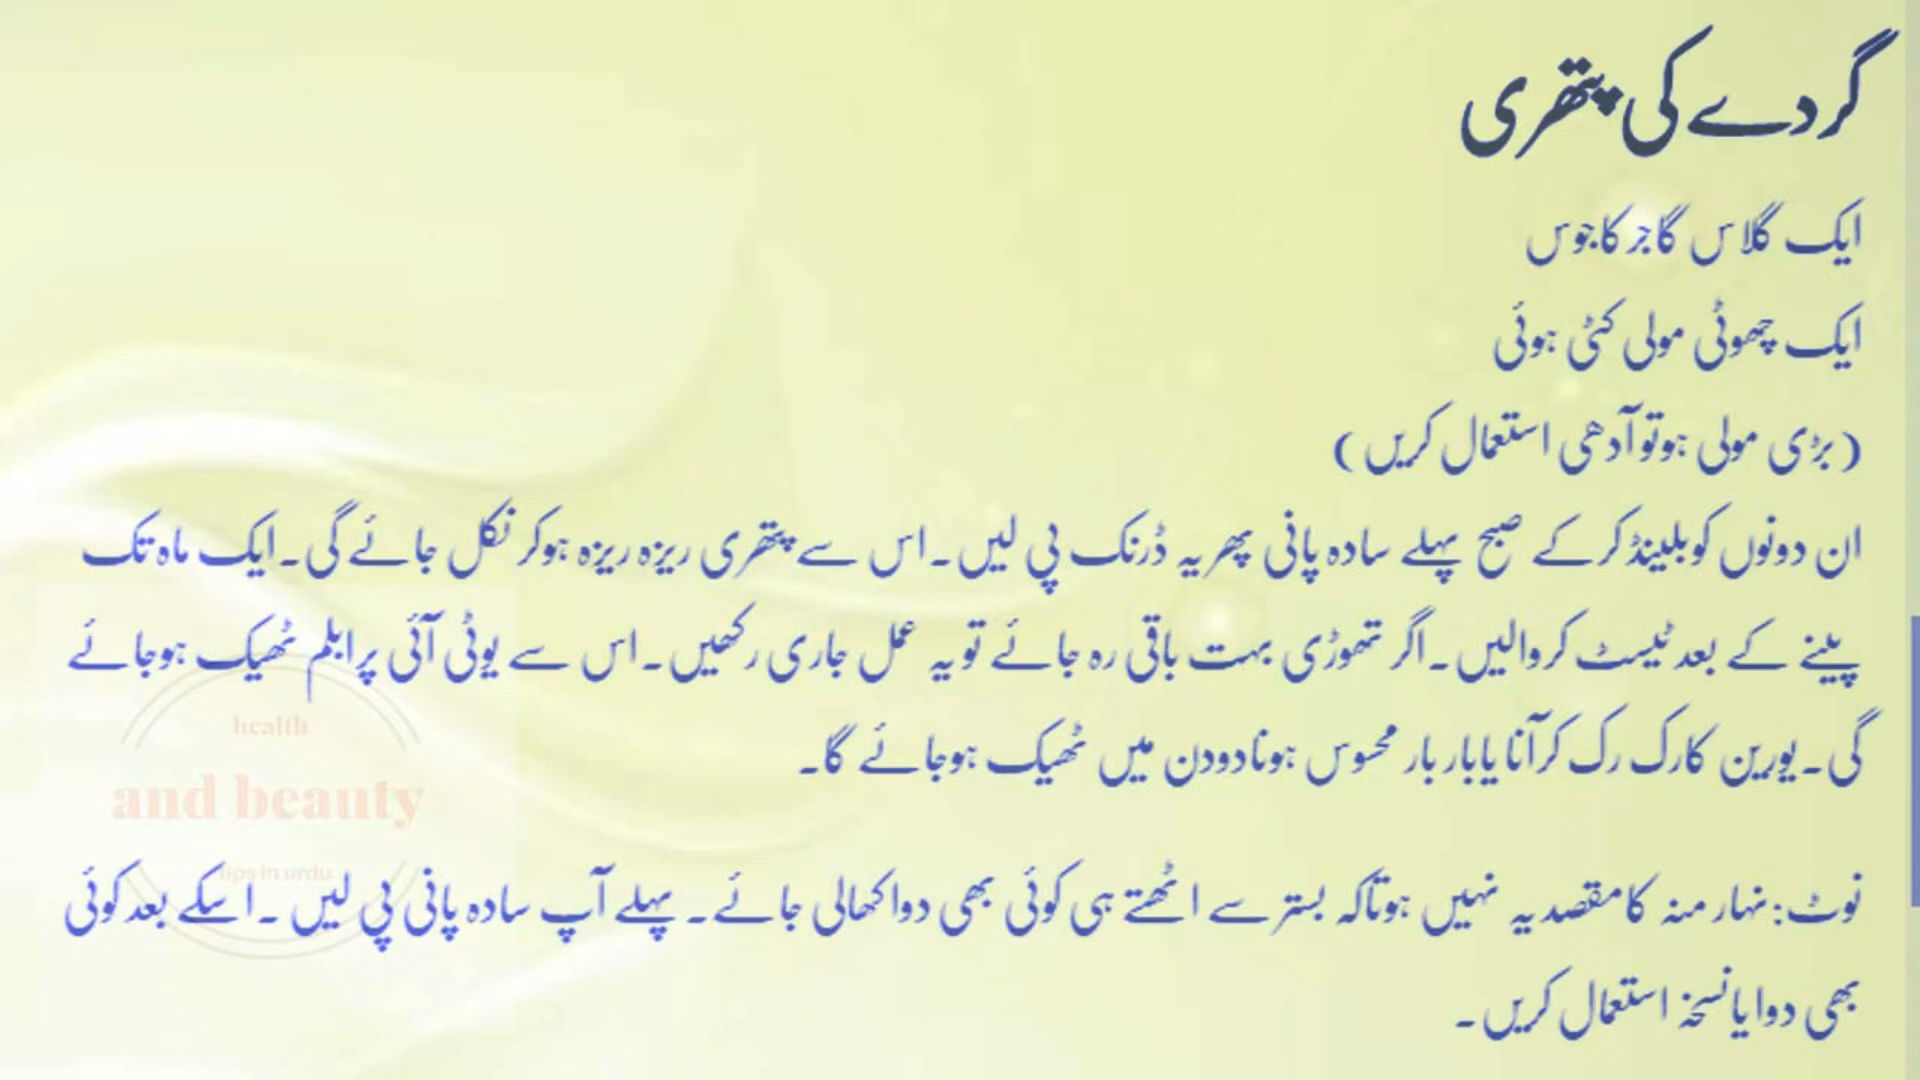 گردے کی پتھری
ایک گلاس گاجر کا جوس
ایک چھوٹی مولی کٹی ہوئی
(بڑی مولی ہو تو آدھی استعمال کریں)
ان دونوں کو بلینڈ کر کے صبح پہلے سادہ پانی پھر یہ ڈرنک پی لیں۔اس سے پتھری ریزہ ریزہ ہو کر نکل جائے گی۔ایک ماہ تک
پینے کے بعد ٹیسٹ کروالیں۔اگر تھوڑی بہت باقی رہ جائے تو یہ عمل جاری رکھیں۔اس سے یوٹی آئی پرابلم ٹھیک ہو جائے
گی۔یورین کا رک رک کر آنا یا بار بار محسوس ہونا دودن میں ٹھیک ہو جائے گا۔
نوٹ:نہار منہ کا مقصد یہ نہیں ہوتا کہ بستر سے اٹھتے ہی کوئی بھی دوا کھالی جائے۔پہلے آپ سادہ پانی پی لیں۔اسکے بعد کوئی
بھی دوا یا نسخہ استعمال کریں۔
health
and beauty
tips in urdu